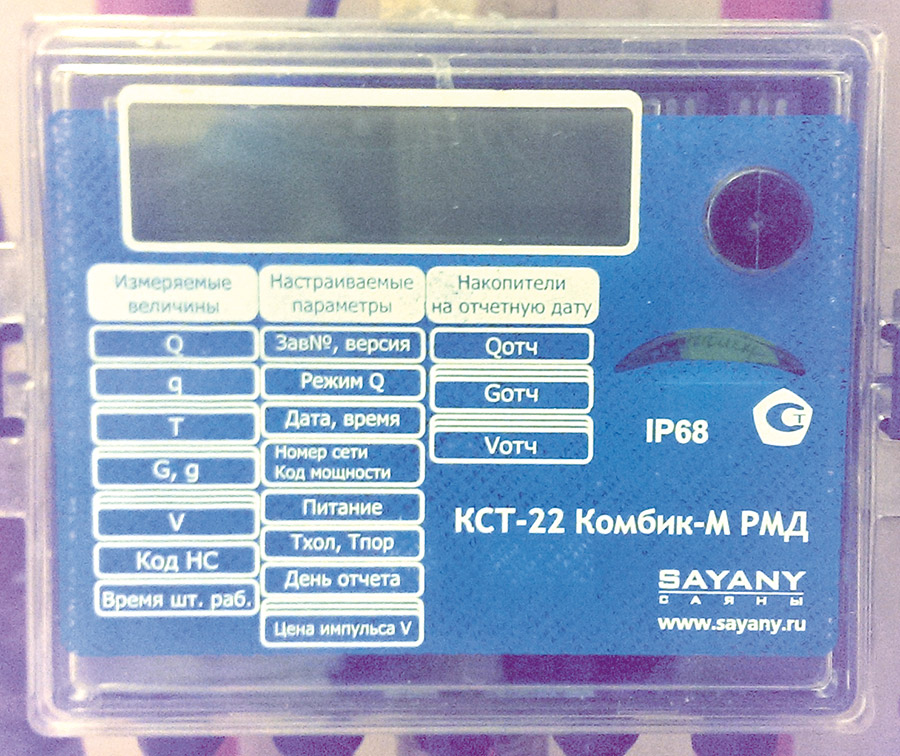 Измеряемые
величины
Q
q
T
G, g
V
Код НС
Время шт. раб.
Настраиваемые
параметры
Зав№, версия
Режим Q
Дата, время
Номер сети
Код мощности
Питание
Тхол, Тпор
День отчета
Цена импульса V
Накопители
на отчетную дату
Qотч
Gотч
Vотч
IP68
КСТ-22 Комбик-М РМД
SAYANY
САЯНЫ
www.sayany.ru